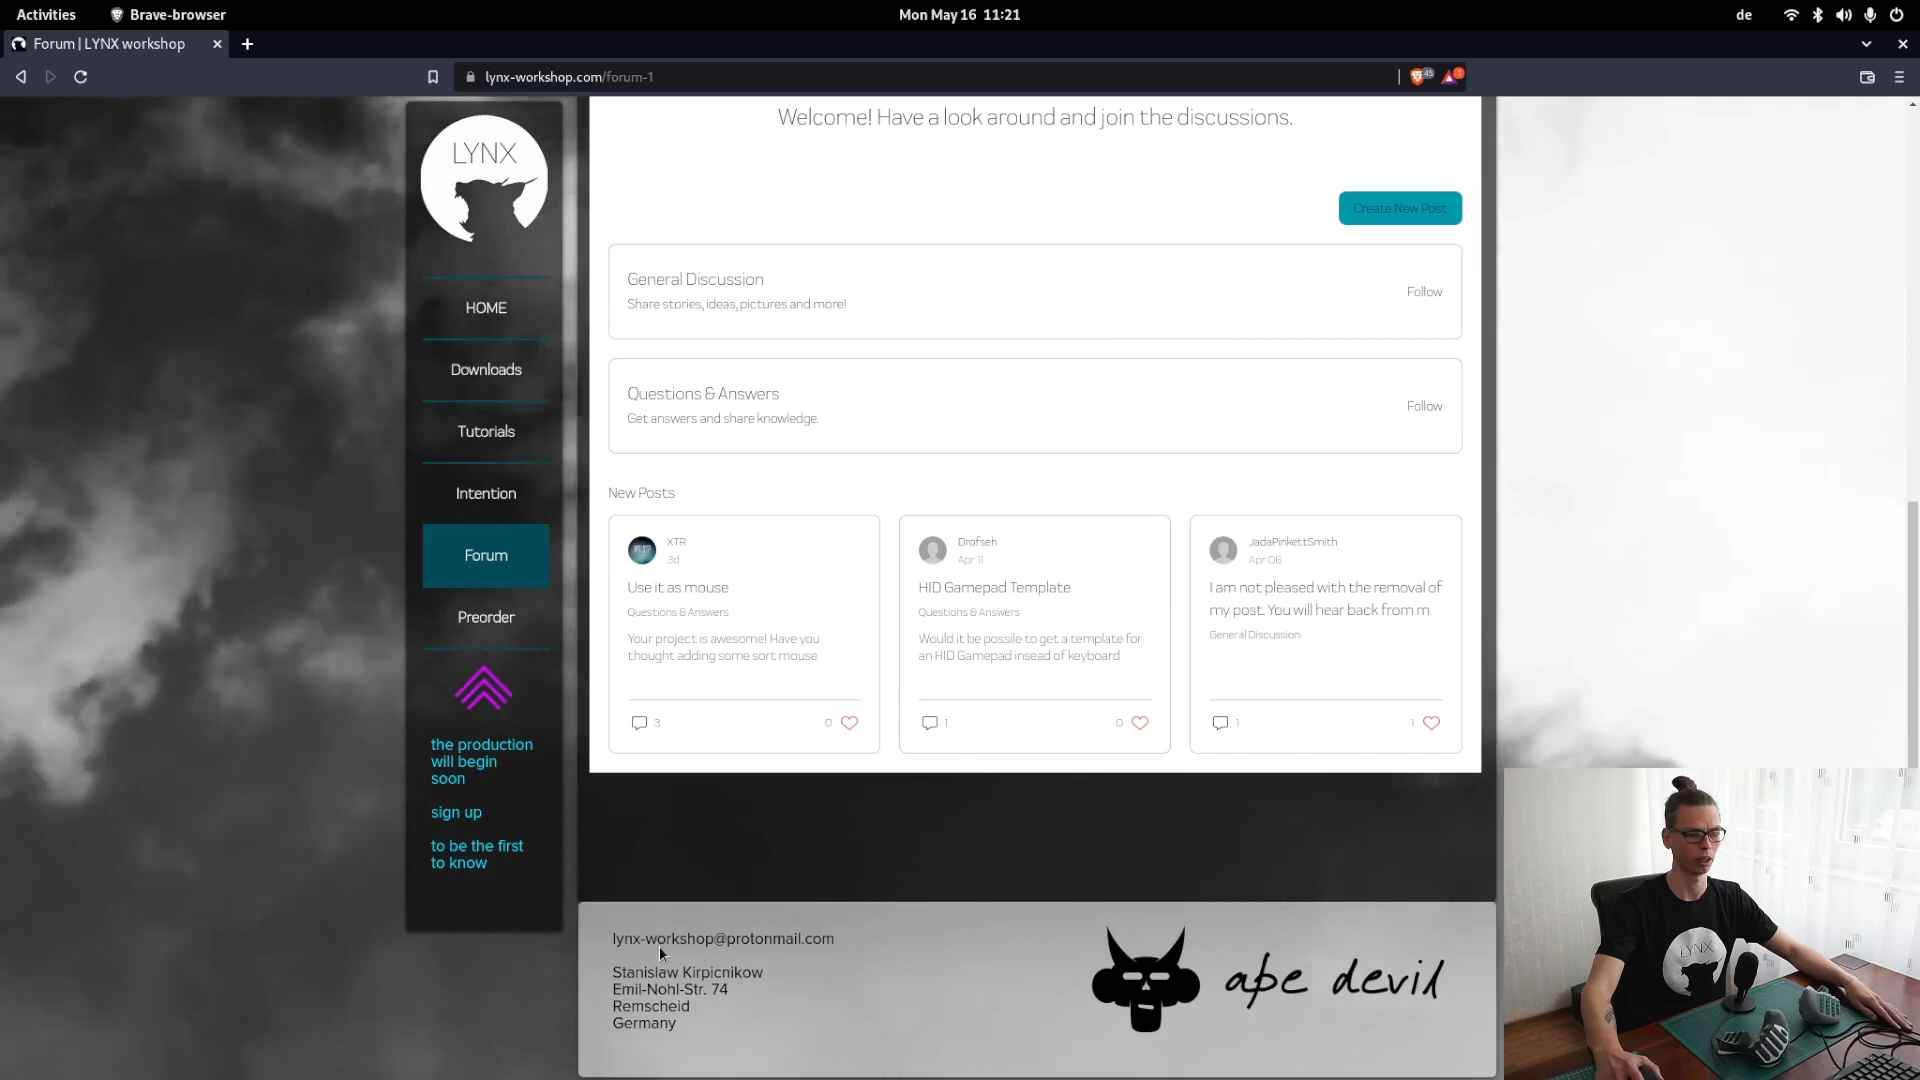 Activities
Brave-browser
Mon May 16 11:21
de
Forum | LYNX workshop
lynx-workshop.com/forum-1
45
1
LYNX
HOME
Downloads
Tutorials
Intention
Forum
Preorder
the production
will begin
soon
sign up
to be the first
to know
Welcome! Have a look around and join the discussions.
Create New Post
General Discussion
Share stories, ideas, pictures and more!
Follow
Questions & Answers
Get answers and share knowledge.
Follow
New Posts
XTR
3d
Use it as mouse
Questions & Answers
Your project is awesome! Have you
thought adding some sort mouse
3
0
Drofseh
Apr 11
HID Gamepad Template
Questions & Answers
Would it be possile to get a template for
an HID Gamepad insead of keyboard
1
0
JadaPinkettSmith
Apr 06
I am not pleased with the removal of
my post. You will hear back from m
General Discussion
1
1
lynx-workshop@protonmail.com
Stanislaw Kirpicnikow
Emil-Nohl-Str. 74
Remscheid
Germany
ape devil
LYNX